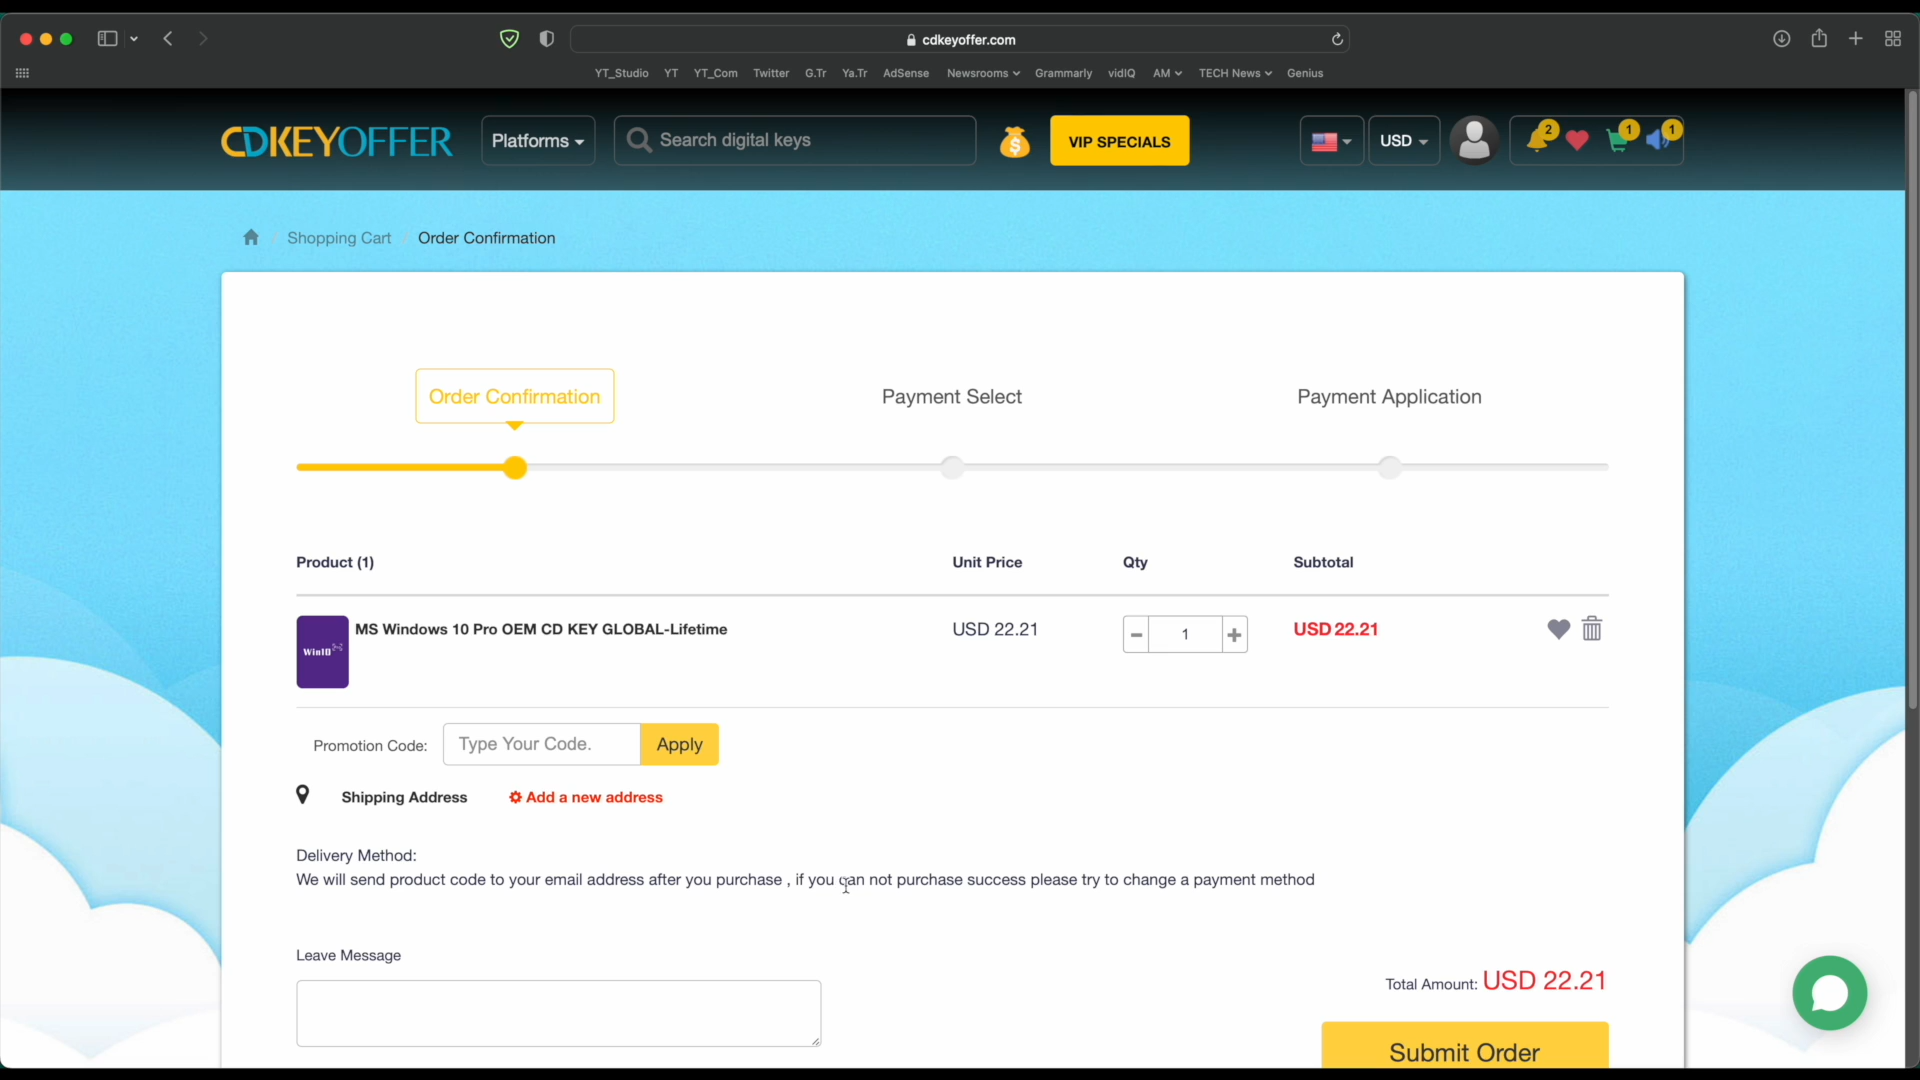 cdkeyoffer.com
YT_Studio YT YT_Com Twitter G.Tr Ya.Tr AdSense Newsrooms Grammarly vidIQ AM TECH News Genius
CDKEYOFFER Platforms Search digital keys VIP SPECIALS USD 2 1 1
Shopping Cart Order Confirmation
Order Confirmation Payment Select Payment Application
Product (1) Unit Price Qty Subtotal
MS Windows 10 Pro OEM CD KEY GLOBAL-Lifetime USD 22.21 1 USD 22.21
Win10
Promotion Code: Type Your Code. Apply
Shipping Address Add a new address
Delivery Method:
We will send product code to your email address after you purchase , if you can not purchase success please try to change a payment method
Leave Message
Total Amount: USD 22.21
Submit Order